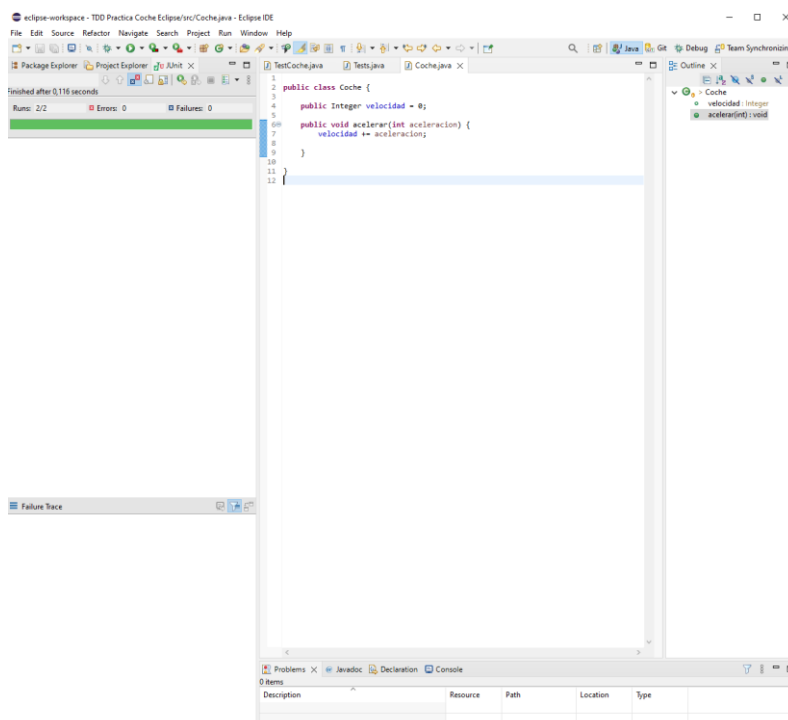 eclipse-workspace - TDD Practica Coche Eclipse/src/Coche.java - Eclipse IDE
File Edit Source Refactor Navigate Search Project Run Window Help
Java Git Debug Team Synchronizin
Package Explorer Project Explorer JUnit
Finished after 0,116 seconds
Runs: 2/2 Errors: 0 Failures: 0
Failure Trace
TestCoche.java Tests.java Coche.java
1
2 public class Coche {
3
4 public Integer velocidad = 0;
5
6 public void acelerar(int aceleracion) {
7 velocidad += aceleracion;
8
9 }
10
11 }
12
Outline
Coche
velocidad : Integer
acelerar(int) : void
Problems Javadoc Declaration Console
0 items
Description Resource Path Location Type